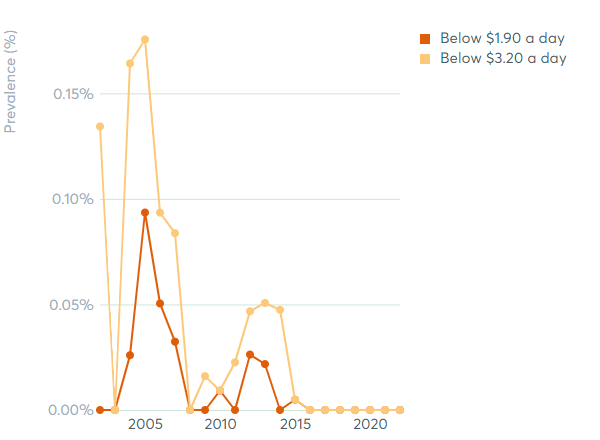 Prevalence (%)
Below $1.90 a day
Below $3.20 a day
0.15%
0.10%
0.05%
0.00%
2005 2010 2015 2020